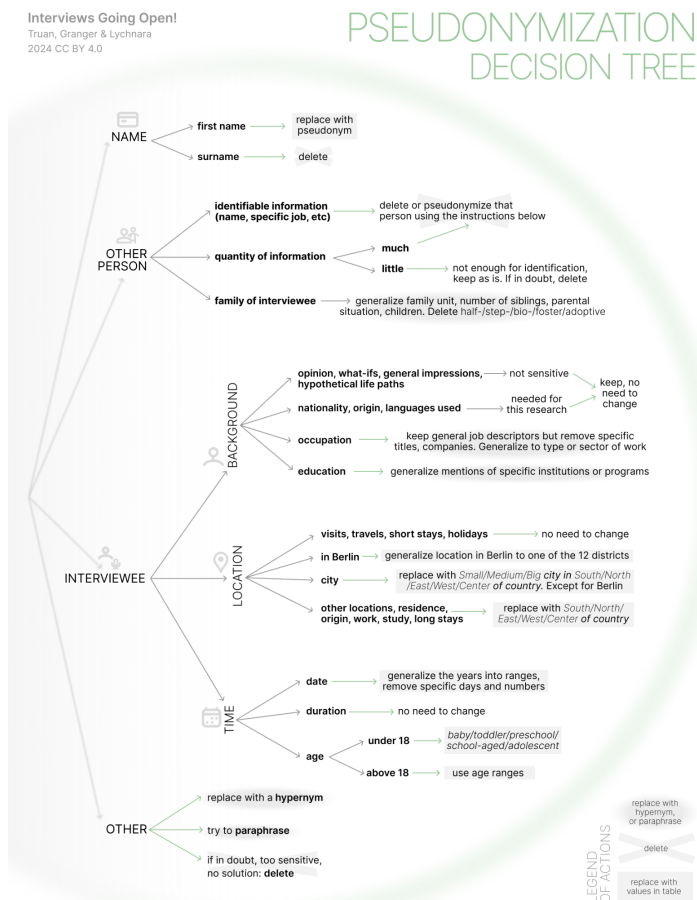 Interviews Going Open!
Truan, Granger & Lychnara
2024 CC BY 4.0
PSEUDONYMIZATION
DECISION TREE
NAME
first name
replace with
pseudonym
surname
delete
OTHER
PERSON
identifiable information
(name, specific job, etc)
delete or pseudonymize that
person using the instructions below
quantity of information
much
little
not enough for identification,
keep as is. If in doubt, delete
family of interviewee
generalize family unit, number of siblings, parental
situation, children. Delete half-/step-/bio-/foster/adoptive
INTERVIEWEE
BACKGROUND
opinion, what-ifs, general impressions,
hypothetical life paths
not sensitive
nationality, origin, languages used
needed for
this research
keep, no
need to
change
occupation
keep general job descriptors but remove specific
titles, companies. Generalize to type or sector of work
education
generalize mentions of specific institutions or programs
LOCATION
visits, travels, short stays, holidays
no need to change
in Berlin
generalize location in Berlin to one of the 12 districts
city
replace with Small/Medium/Big city in South/North
/East/West/Center of country. Except for Berlin
other locations, residence,
origin, work, study, long stays
replace with South/North/
East/West/Center of country
TIME
date
generalize the years into ranges,
remove specific days and numbers
duration
no need to change
age
under 18
baby/toddler/preschool/
school-aged/adolescent
above 18
use age ranges
OTHER
replace with a hypernym
try to paraphrase
if in doubt, too sensitive,
no solution: delete
LEGEND
OF ACTIONS
replace with
hypernym,
or paraphrase
delete
replace with
values in table